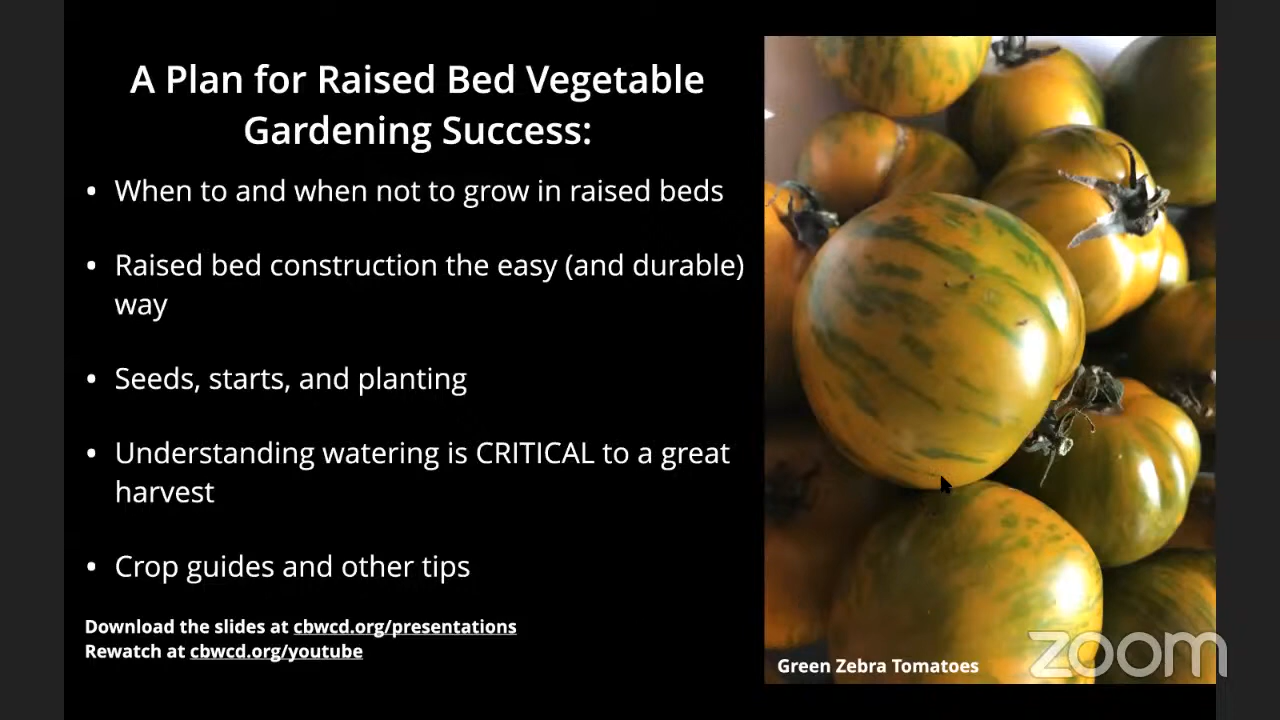 A Plan for Raised Bed Vegetable
Gardening Success:
• When to and when not to grow in raised beds
• Raised bed construction the easy (and durable)
way
• Seeds, starts, and planting
• Understanding watering is CRITICAL to a great
harvest
• Crop guides and other tips
Download the slides at cbwcd.org/presentations
Rewatch at cbwcd.org/youtube
Green Zebra Tomatoes
zoom